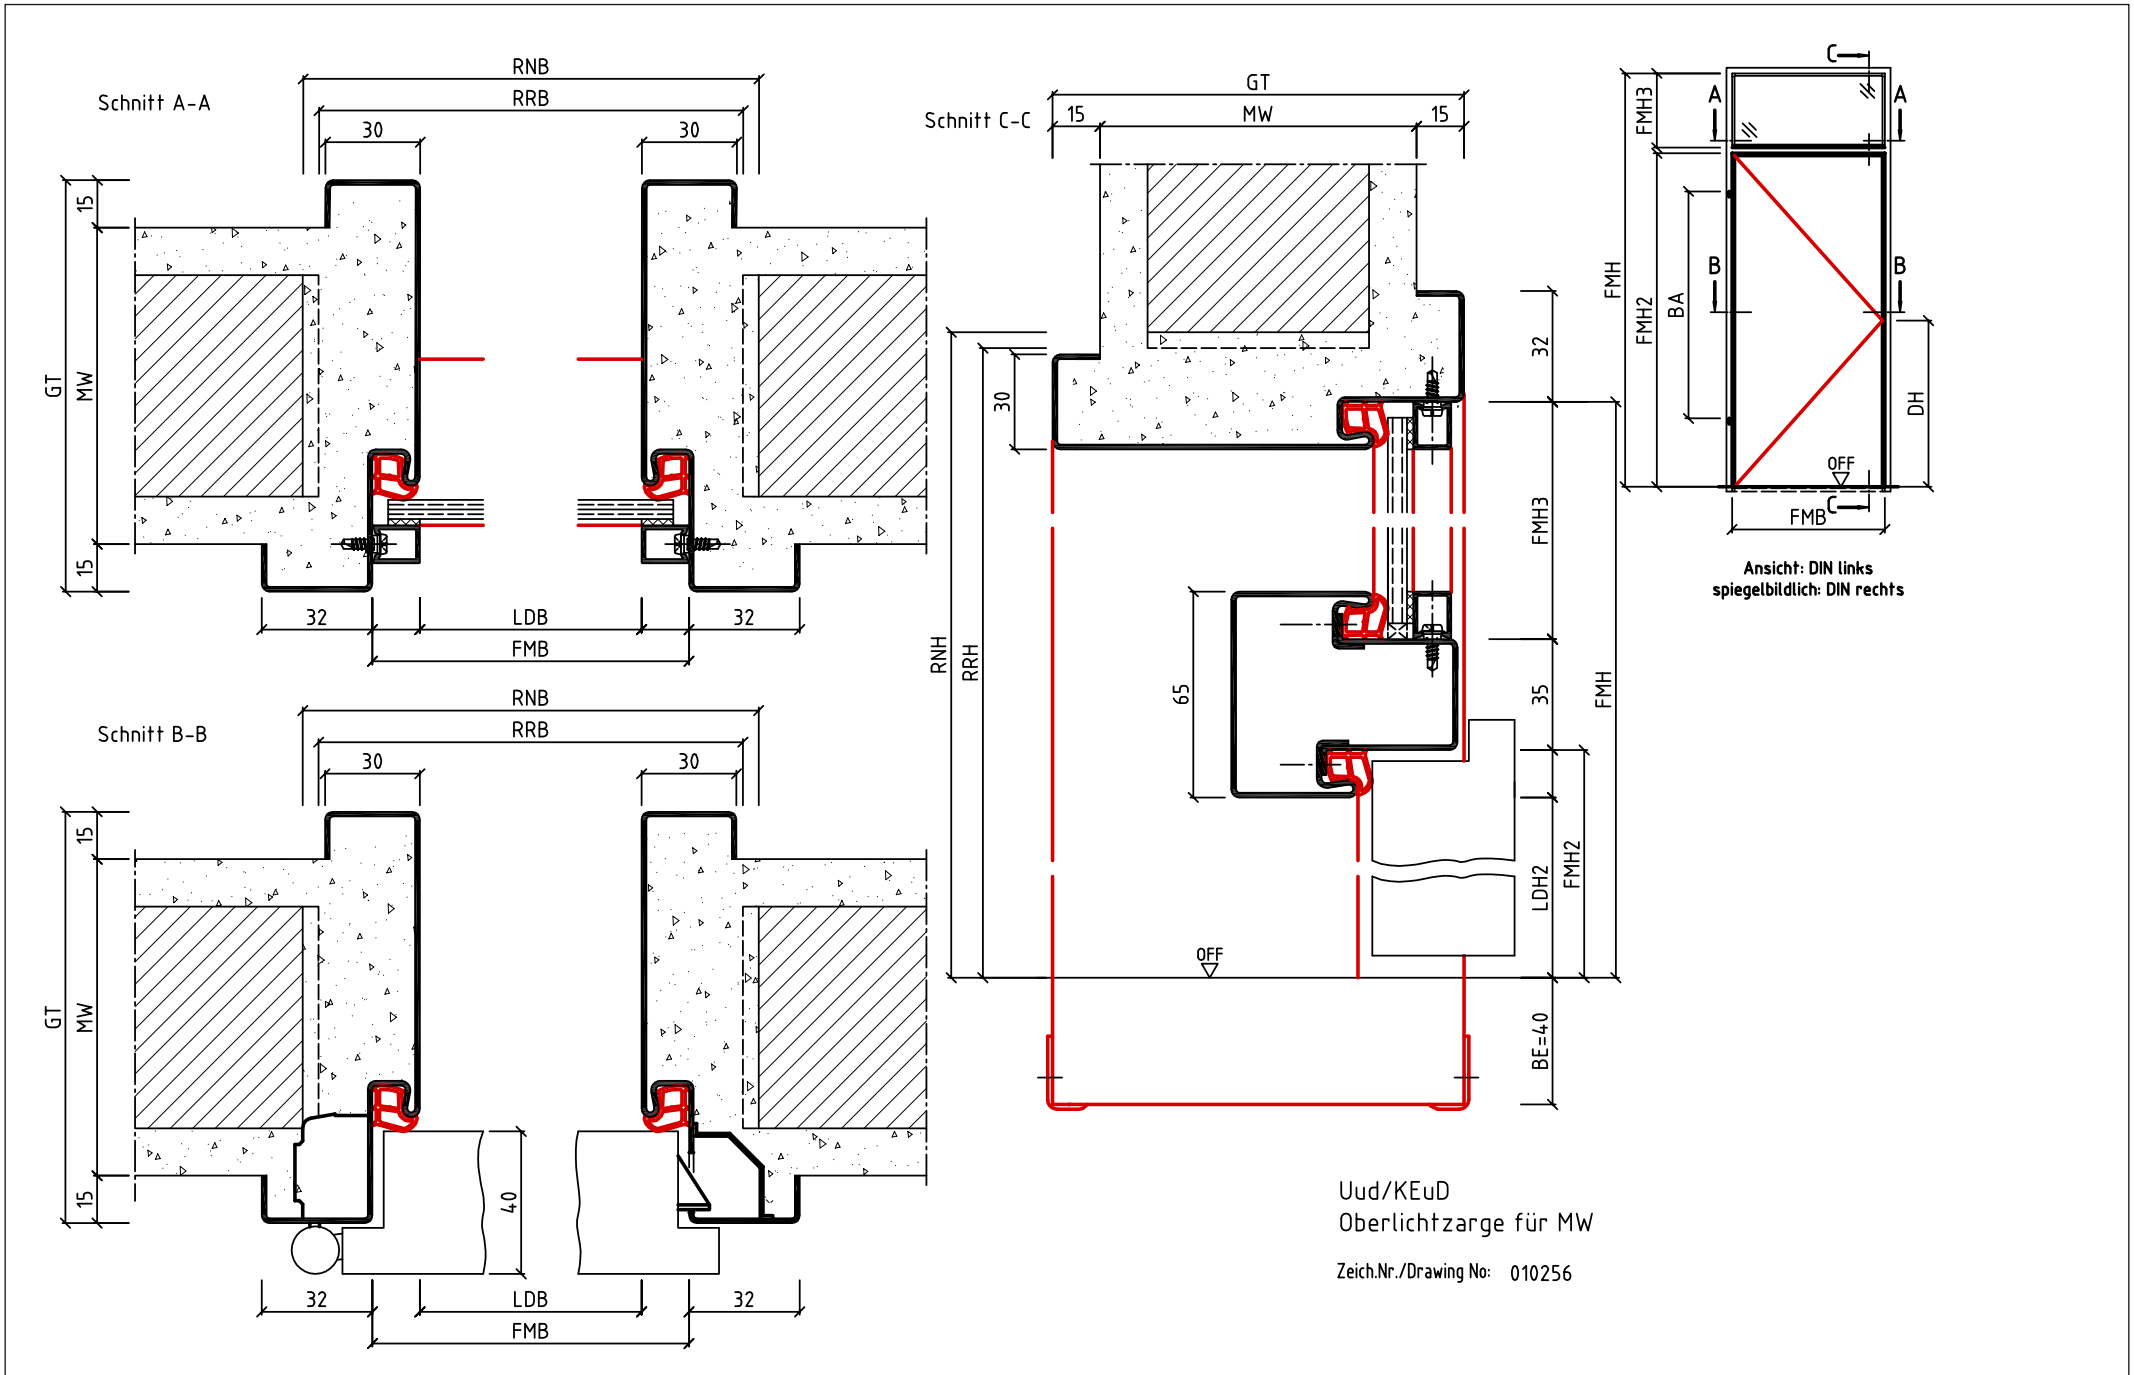 Schnitt A-A
RNB
RRB
30
30
15
GT
MW
15
32
LDB
32
FMB
Schnitt B-B
RNB
RRB
30
30
15
GT
MW
15
40
32
LDB
32
FMB
Schnitt C-C
GT
15
MW
15
32
30
FMH3
RNH
RRH
65
35
FMH
LDH2
FMH2
OFF
BE=40
C
A
A
FMH3
FMH
FMH2
BA
B
B
DH
OFF
C
FMB
Ansicht: DIN links
spiegelbildlich: DIN rechts
Uud/KEuD
Oberlichtzarge für MW
Zeich.Nr./Drawing No: 010256